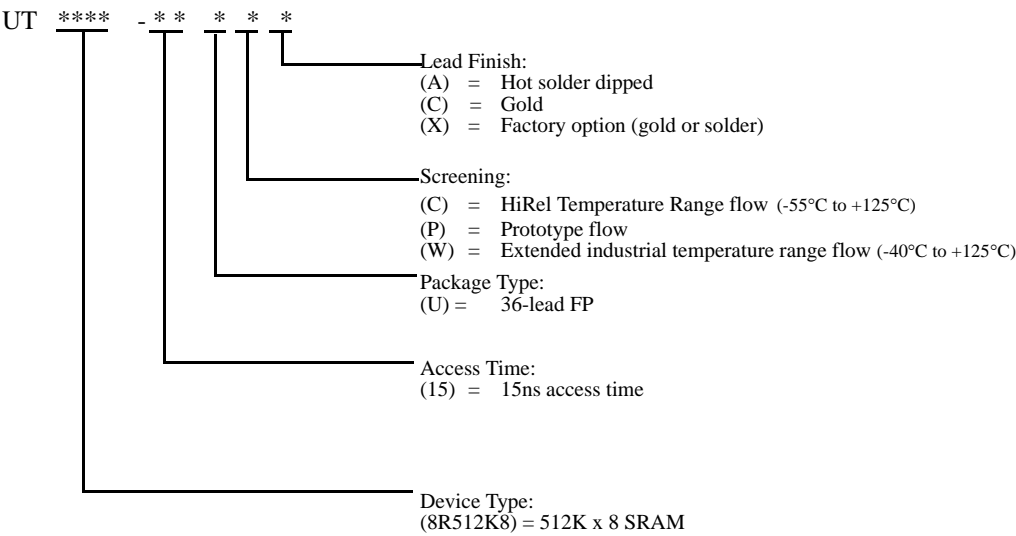 UT **** - * * * * *
Lead Finish:
(A) = Hot solder dipped
(C) = Gold
(X) = Factory option (gold or solder)
Screening:
(C) = HiRel Temperature Range flow (-55°C to +125°C)
(P) = Prototype flow
(W) = Extended industrial temperature range flow (-40°C to +125°C)
Package Type:
(U) = 36-lead FP
Access Time:
(15) = 15ns access time
Device Type:
(8R512K8) = 512K x 8 SRAM